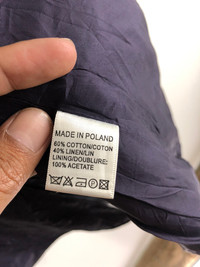 MADE IN POLAND
60% COTTON/COTON
40% LINEN/LIN
LINING/DOUBLURE:
100% ACETATE